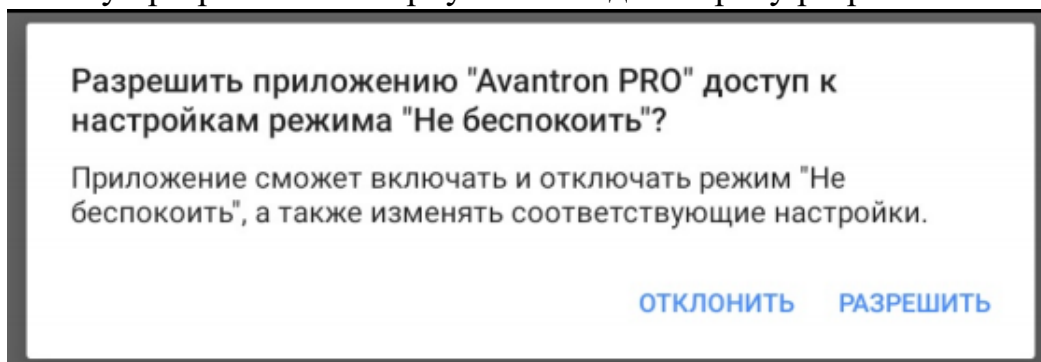 Разрешить приложению "Avantron PRO" доступ к
настройкам режима "Не беспокоить"?
Приложение сможет включать и отключать режим "Не
беспокоить", а также изменять соответствующие настройки.
ОТКЛОНИТЬ РАЗРЕШИТЬ